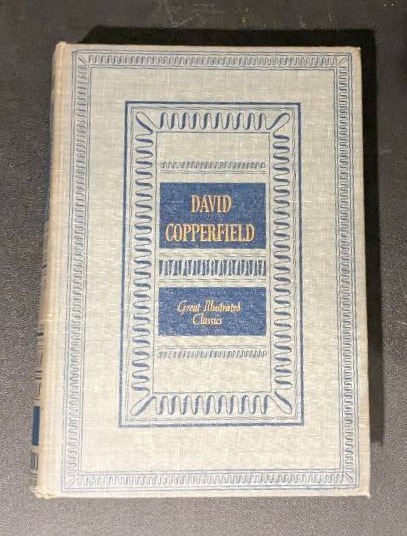 DAVID
COPPERFIELD
Great Illustrated
Classics